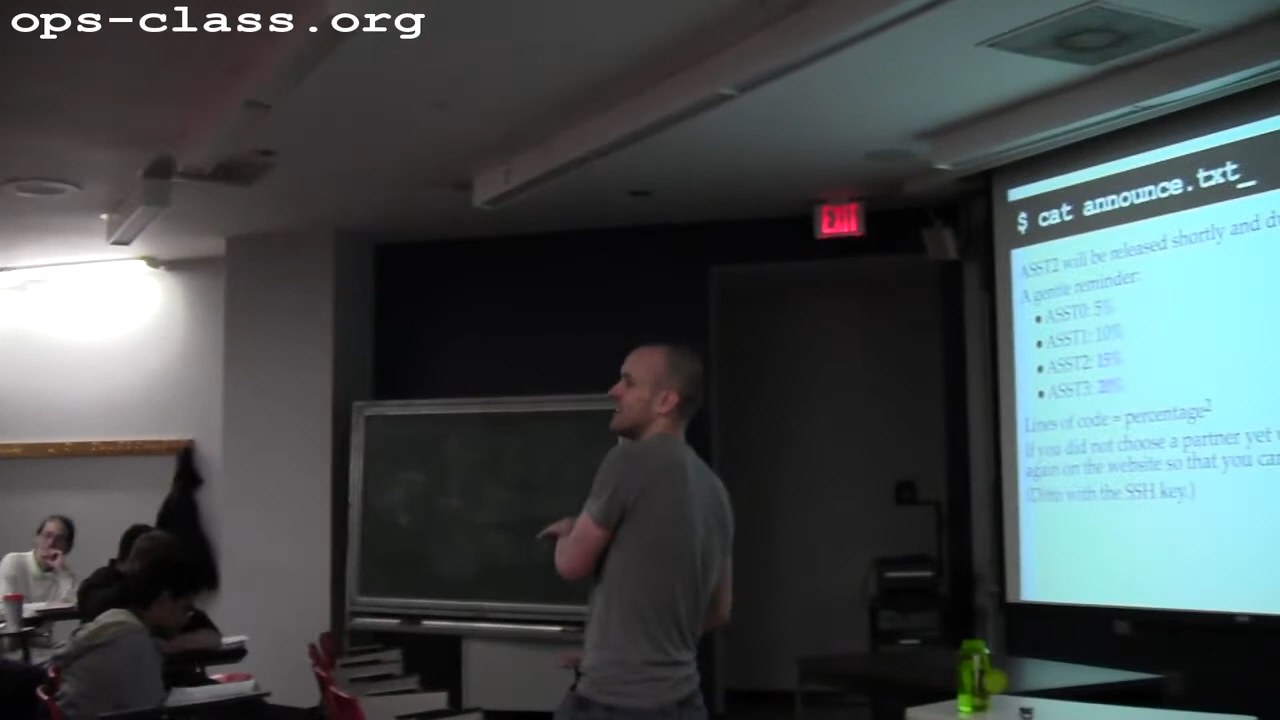 ops-class.org
EXIT
$ cat announce.txt_
ASST2 will be released shortly and
A gentle reminder:
• ASST0: 5%
• ASST1: 10%
• ASST2: 15%
• ASST3: 20%
Lines of code = percentage²
If you did not choose a partner yet
again on the website so that you can
(Ditto with the SSH key.)